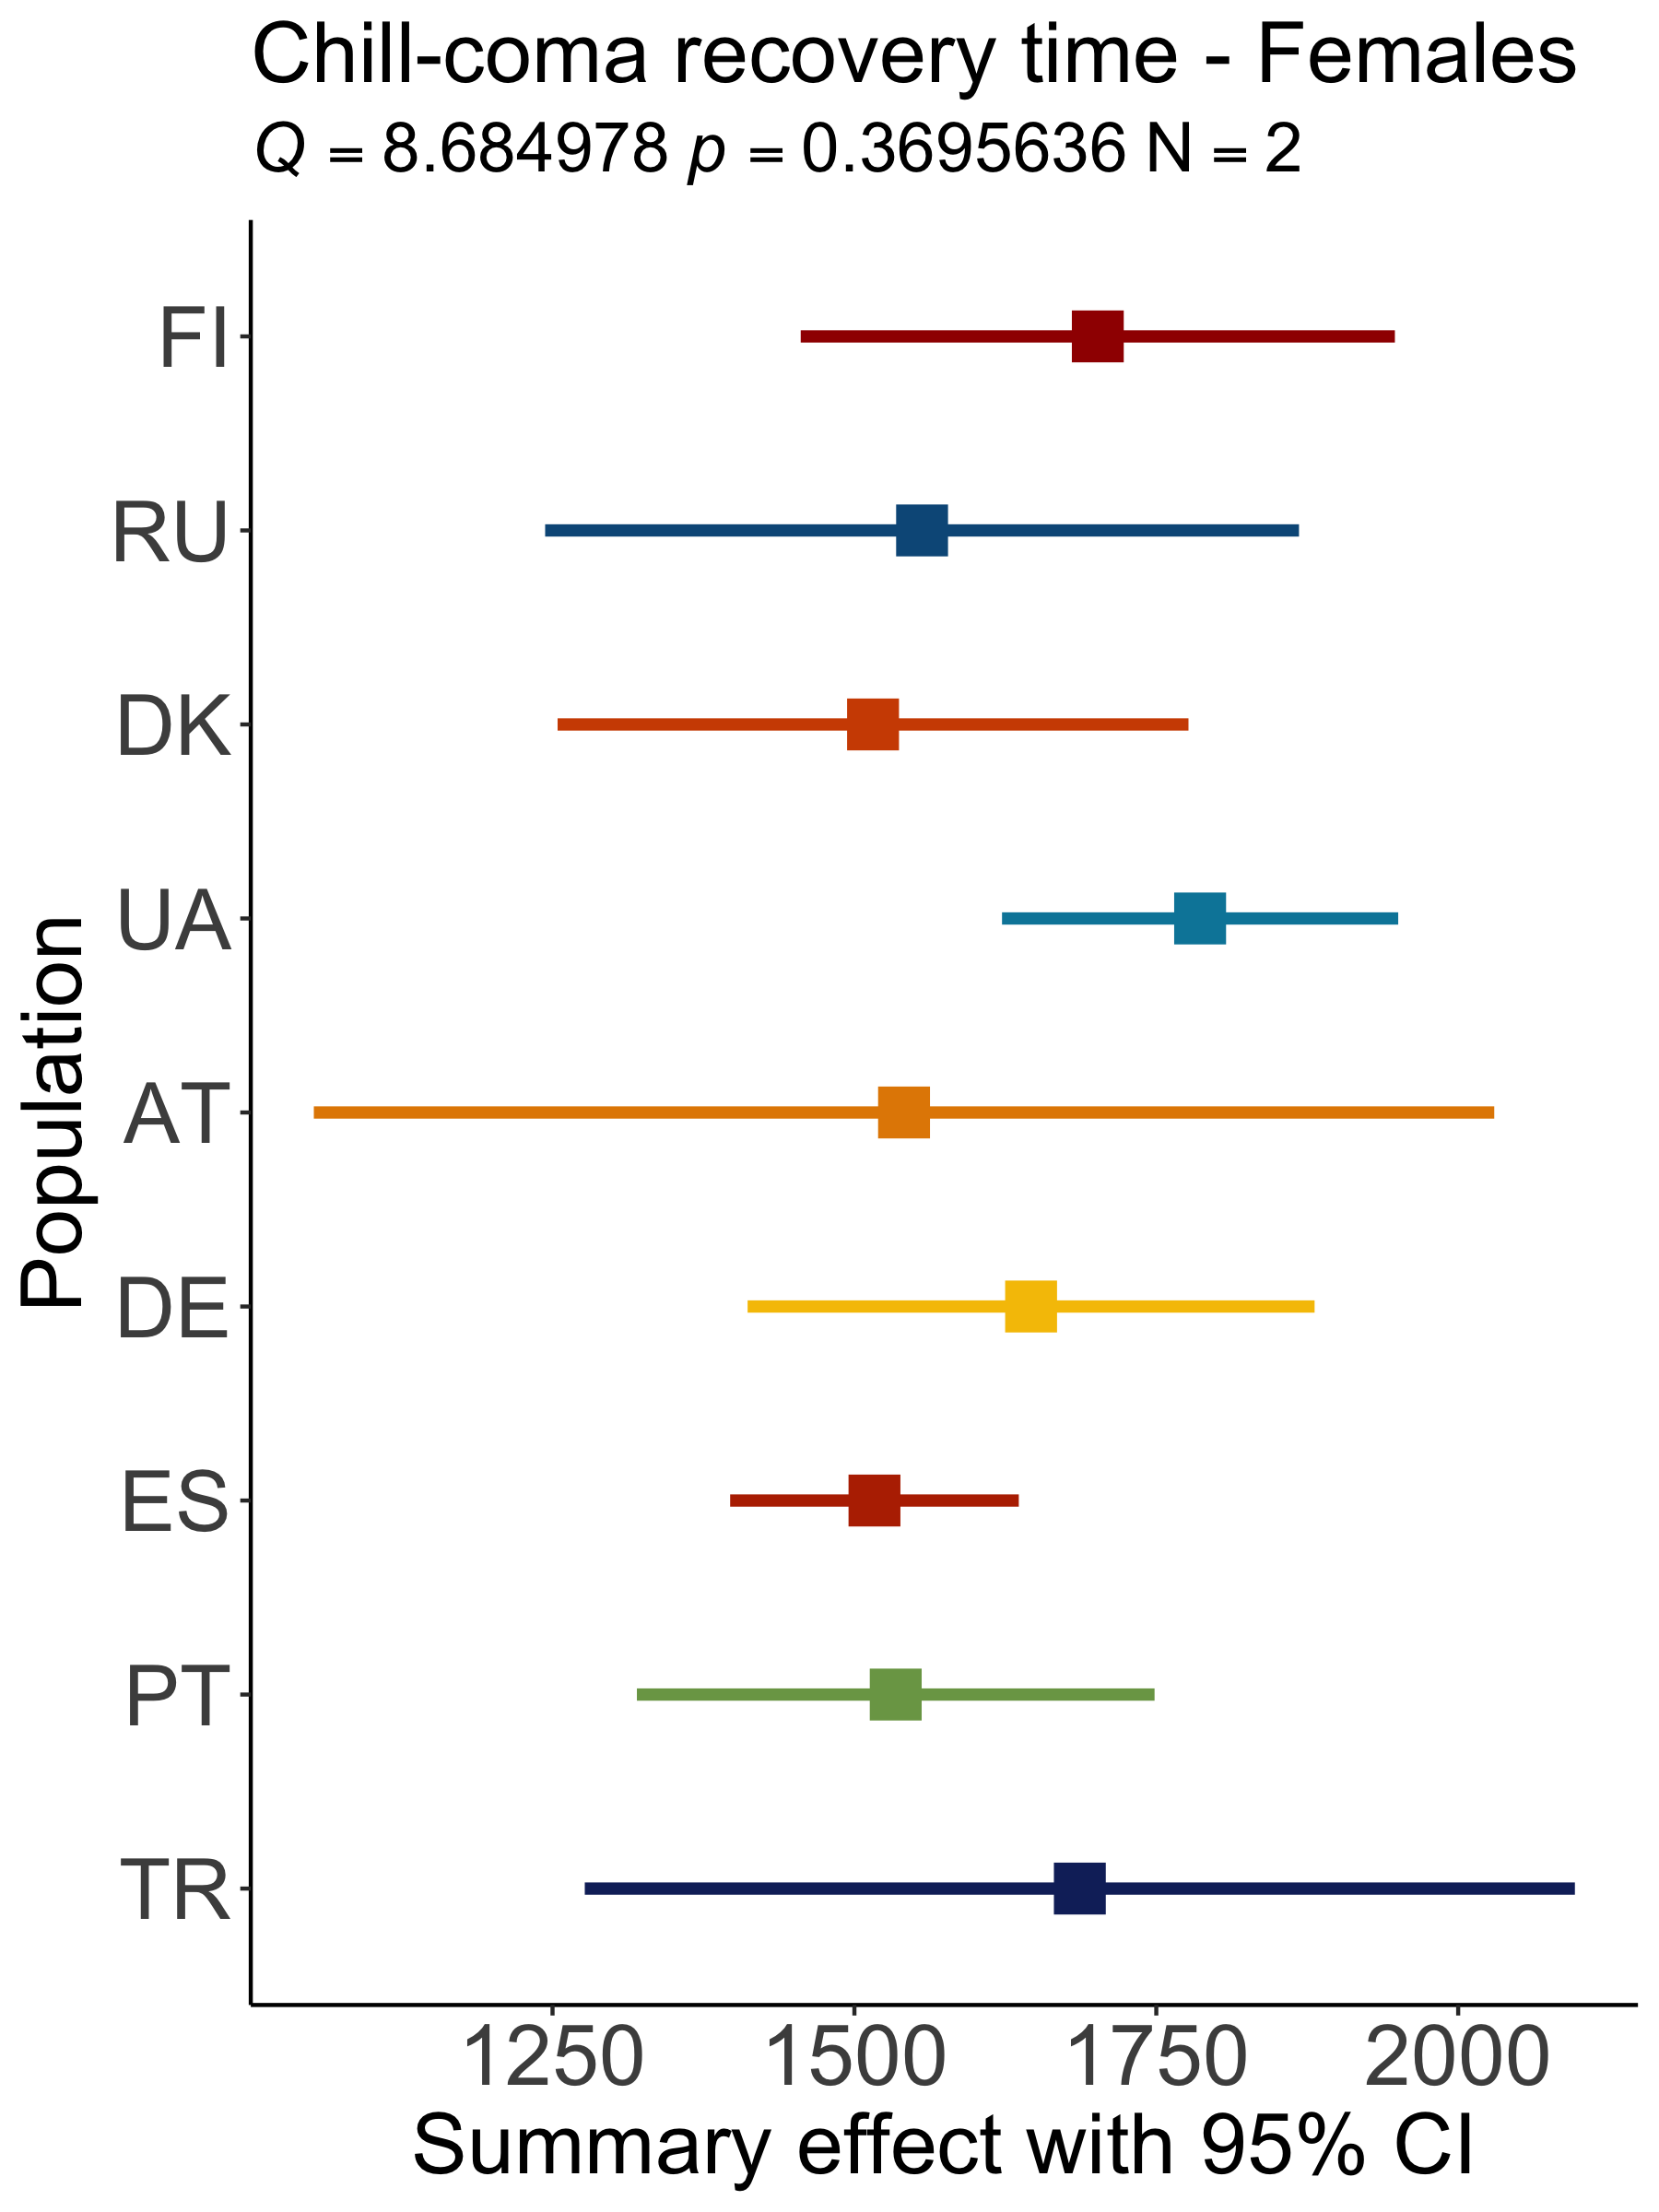 Chill-coma recovery time - Females
Q = 8.684978 p = 0.3695636 N = 2
Population
FI
RU
DK
UA
AT
DE
ES
PT
TR
1250 1500 1750 2000
Summary effect with 95% CI